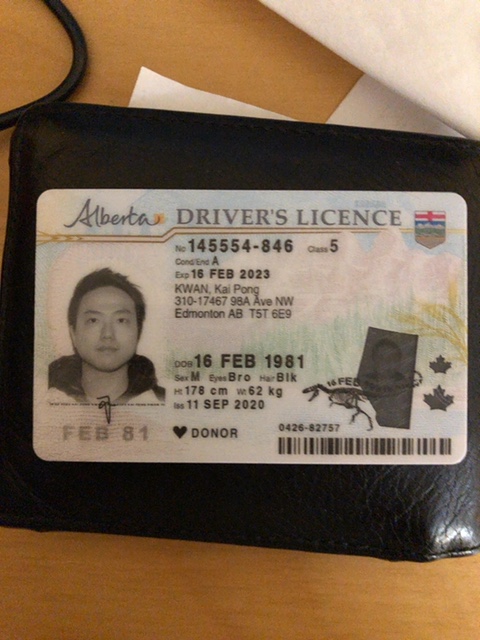 Alberta DRIVER'S LICENCE
No 145554-846 Class 5
Cond/End A
Exp 16 FEB 2023
KWAN, Kai Pong
310-17467 98A Ave NW
Edmonton AB T5T 6E9
DOB 16 FEB 1981
Sex M Eyes Bro Hair Blk
Ht 178 cm Wt 62 kg
Iss 11 SEP 2020
16 FEB
FEB 81
DONOR
0426-82757